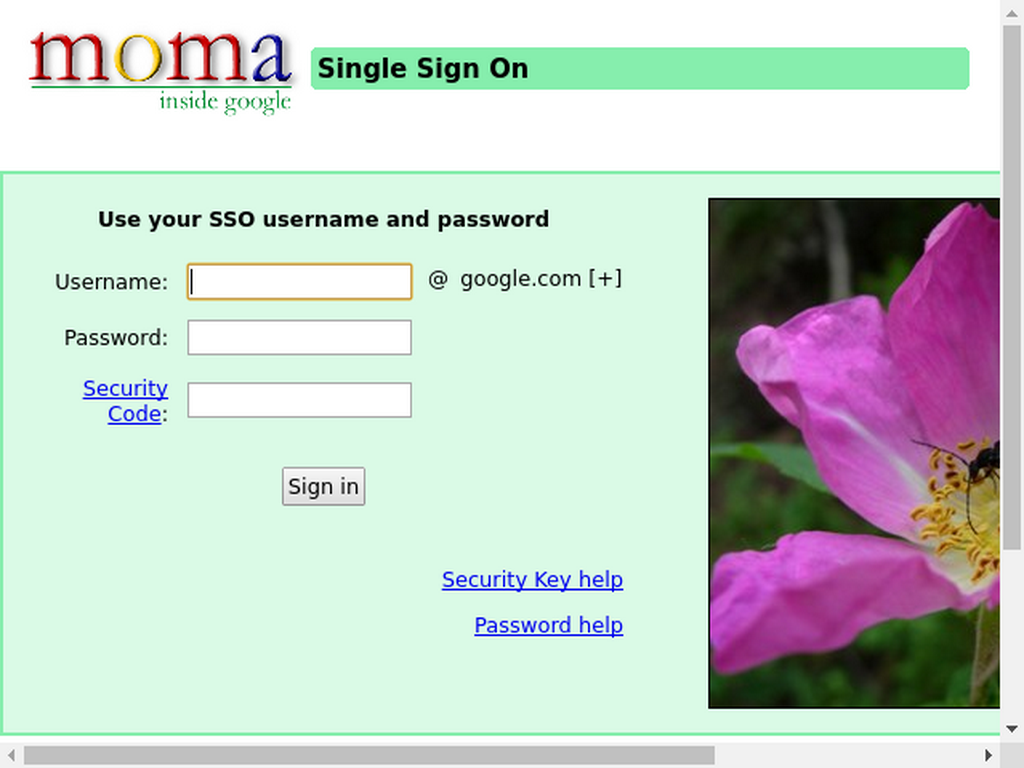 moma
inside google
Single Sign On
Use your SSO username and password
Username:
@ google.com [+]
Password:
Security
Code:
Sign in
Security Key help
Password help